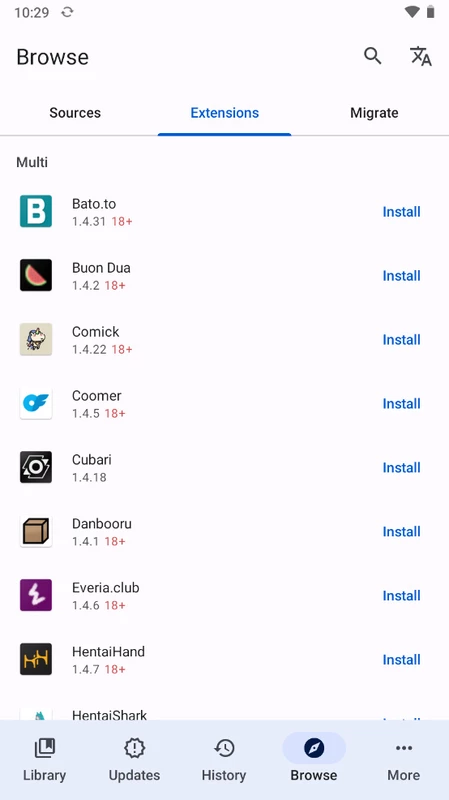 10:29
Browse
Sources
Extensions
Migrate
Multi
Bato.to
1.4.31 18+
Install
Buon Dua
1.4.2 18+
Install
Comick
1.4.22 18+
Install
Coomer
1.4.5 18+
Install
Cubari
1.4.18
Install
Danbooru
1.4.1 18+
Install
Everia.club
1.4.6 18+
Install
HentaiHand
1.4.7 18+
Install
HentaiShark
Install
Library
Updates
History
Browse
More